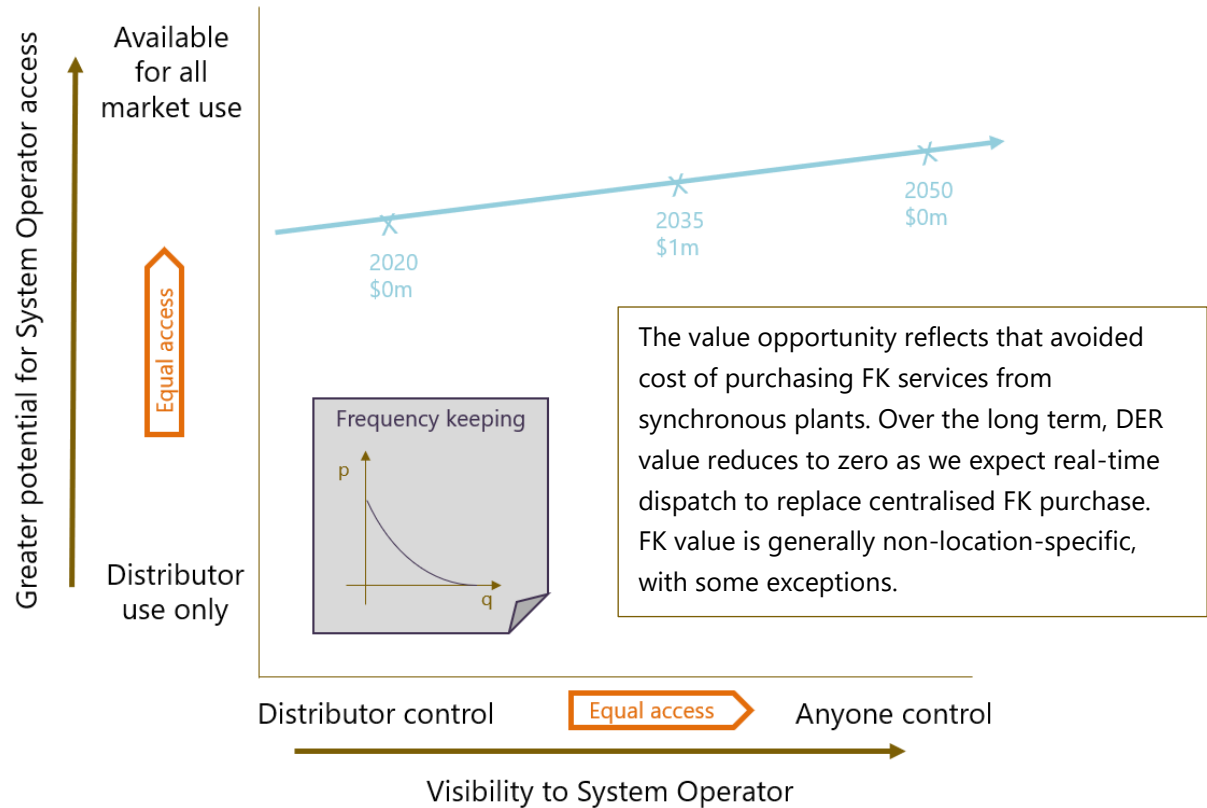 Greater potential for System Operator access
Available
for all
market use
Equal access
Distributor
use only
2020
$0m
2035
$1m
2050
$0m
Frequency keeping
p
q
The value opportunity reflects that avoided
cost of purchasing FK services from
synchronous plants. Over the long term, DER
value reduces to zero as we expect real-time
dispatch to replace centralised FK purchase.
FK value is generally non-location-specific,
with some exceptions.
Distributor control
Equal access
Anyone control
Visibility to System Operator